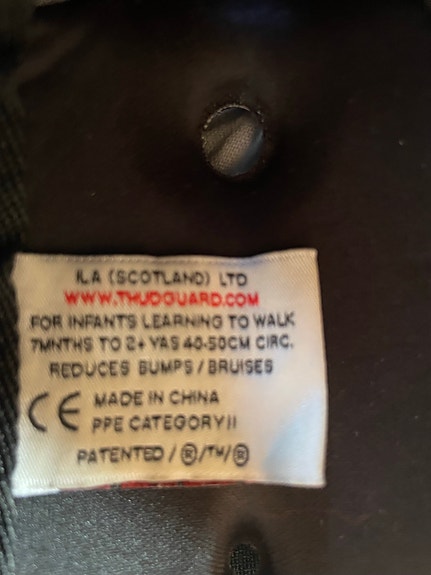 ILA (SCOTLAND) LTD
WWW.THUDGUARD.COM
FOR INFANTS LEARNING TO WALK
7MNTHS TO 2+ YRS 40-50CM CIRC.
REDUCES BUMPS / BRUISES
CE MADE IN CHINA
PPE CATEGORY II
PATENTED / ®/™/®